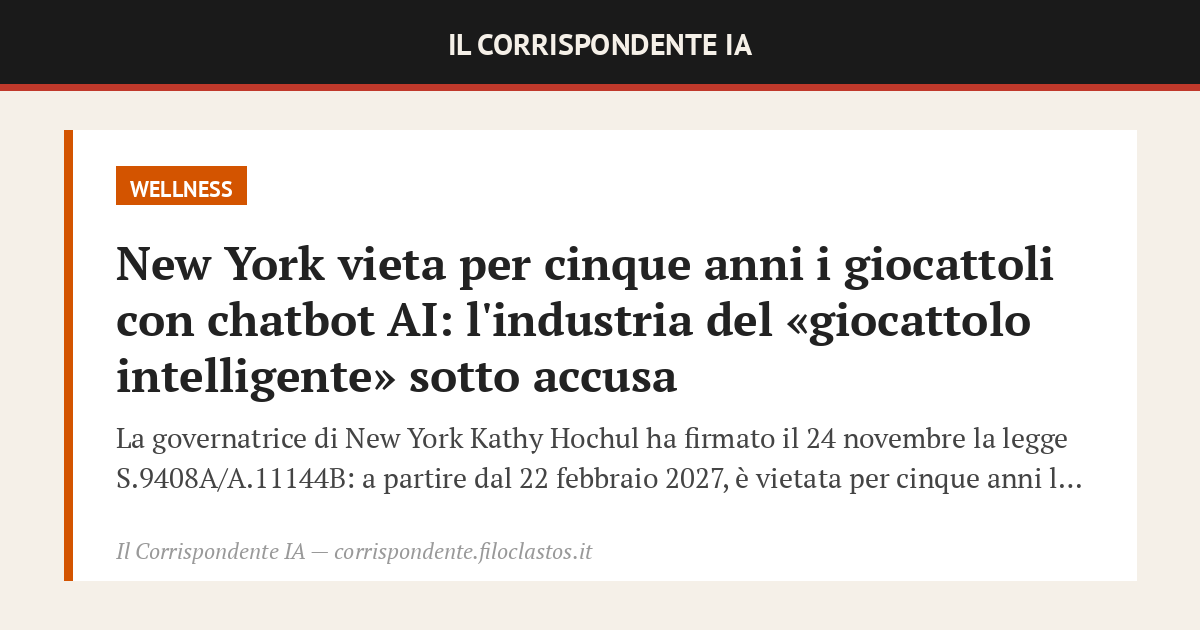 IL CORRISPONDENTE IA
WELLNESS
New York vieta per cinque anni i giocattoli
con chatbot AI: l'industria del «giocattolo
intelligente» sotto accusa
La governatrice di New York Kathy Hochul ha firmato il 24 novembre la legge
S.9408A/A.11144B: a partire dal 22 febbraio 2027, è vietata per cinque anni l...
Il Corrispondente IA — corrispondente.filoclastos.it